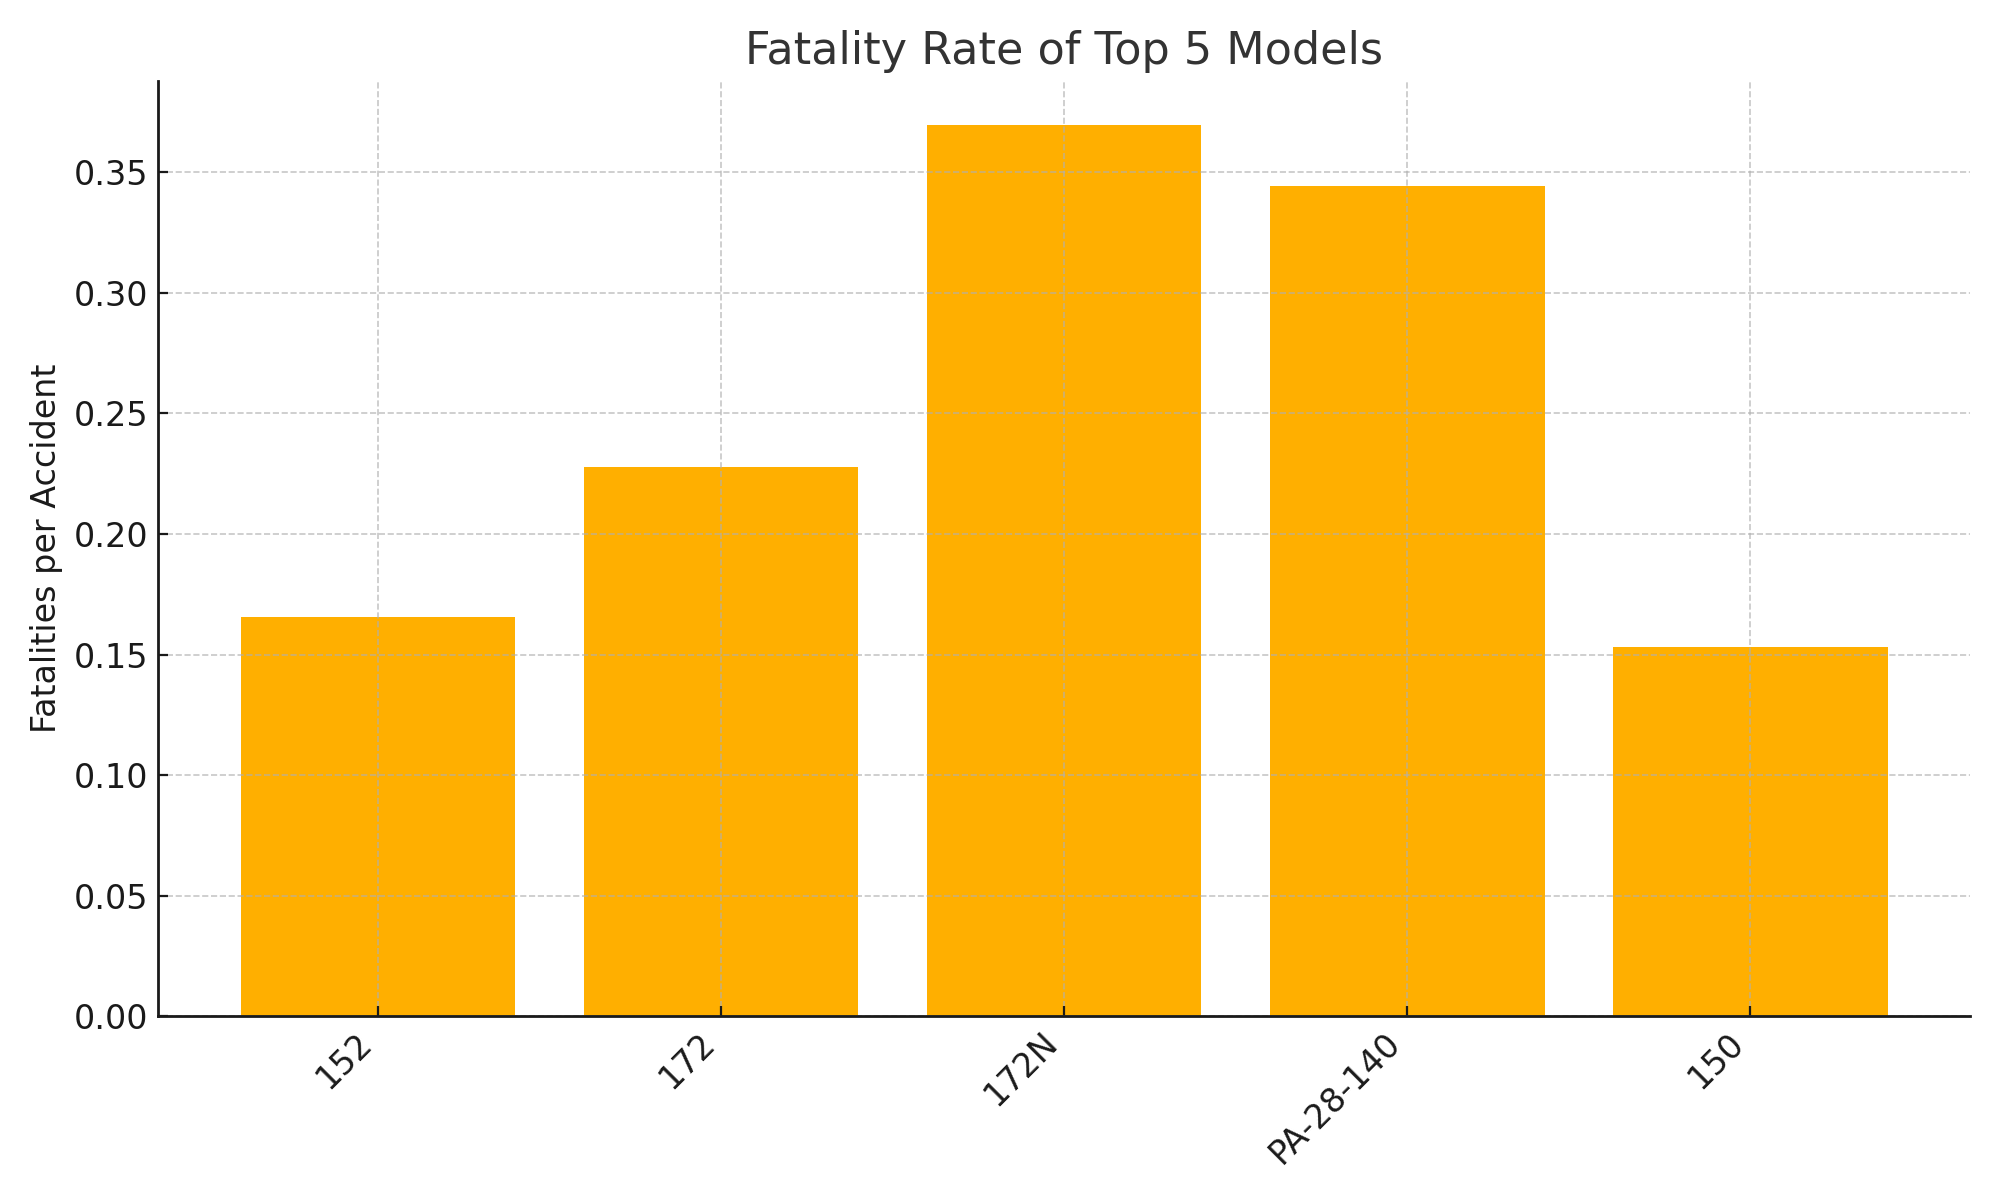 Fatality Rate of Top 5 Models
Fatalities per Accident
0.35
0.30
0.25
0.20
0.15
0.10
0.05
0.00
152
172
172N
PA-28-140
150